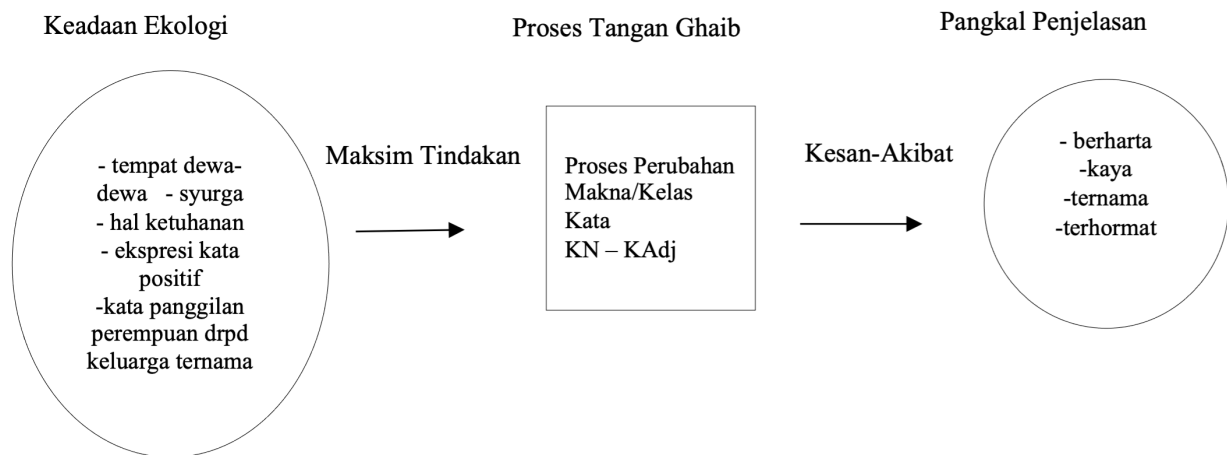 Keadaan Ekologi
Proses Tangan Ghaib
Pangkal Penjelasan
- tempat dewa-
dewa - syurga
- hal ketuhanan
- ekspresi kata
positif
-kata panggilan
perempuan drpd
keluarga ternama
Maksim Tindakan
Proses Perubahan
Makna/Kelas
Kata
KN – KAdj
Kesan-Akibat
- berharta
-kaya
-ternama
-terhormat